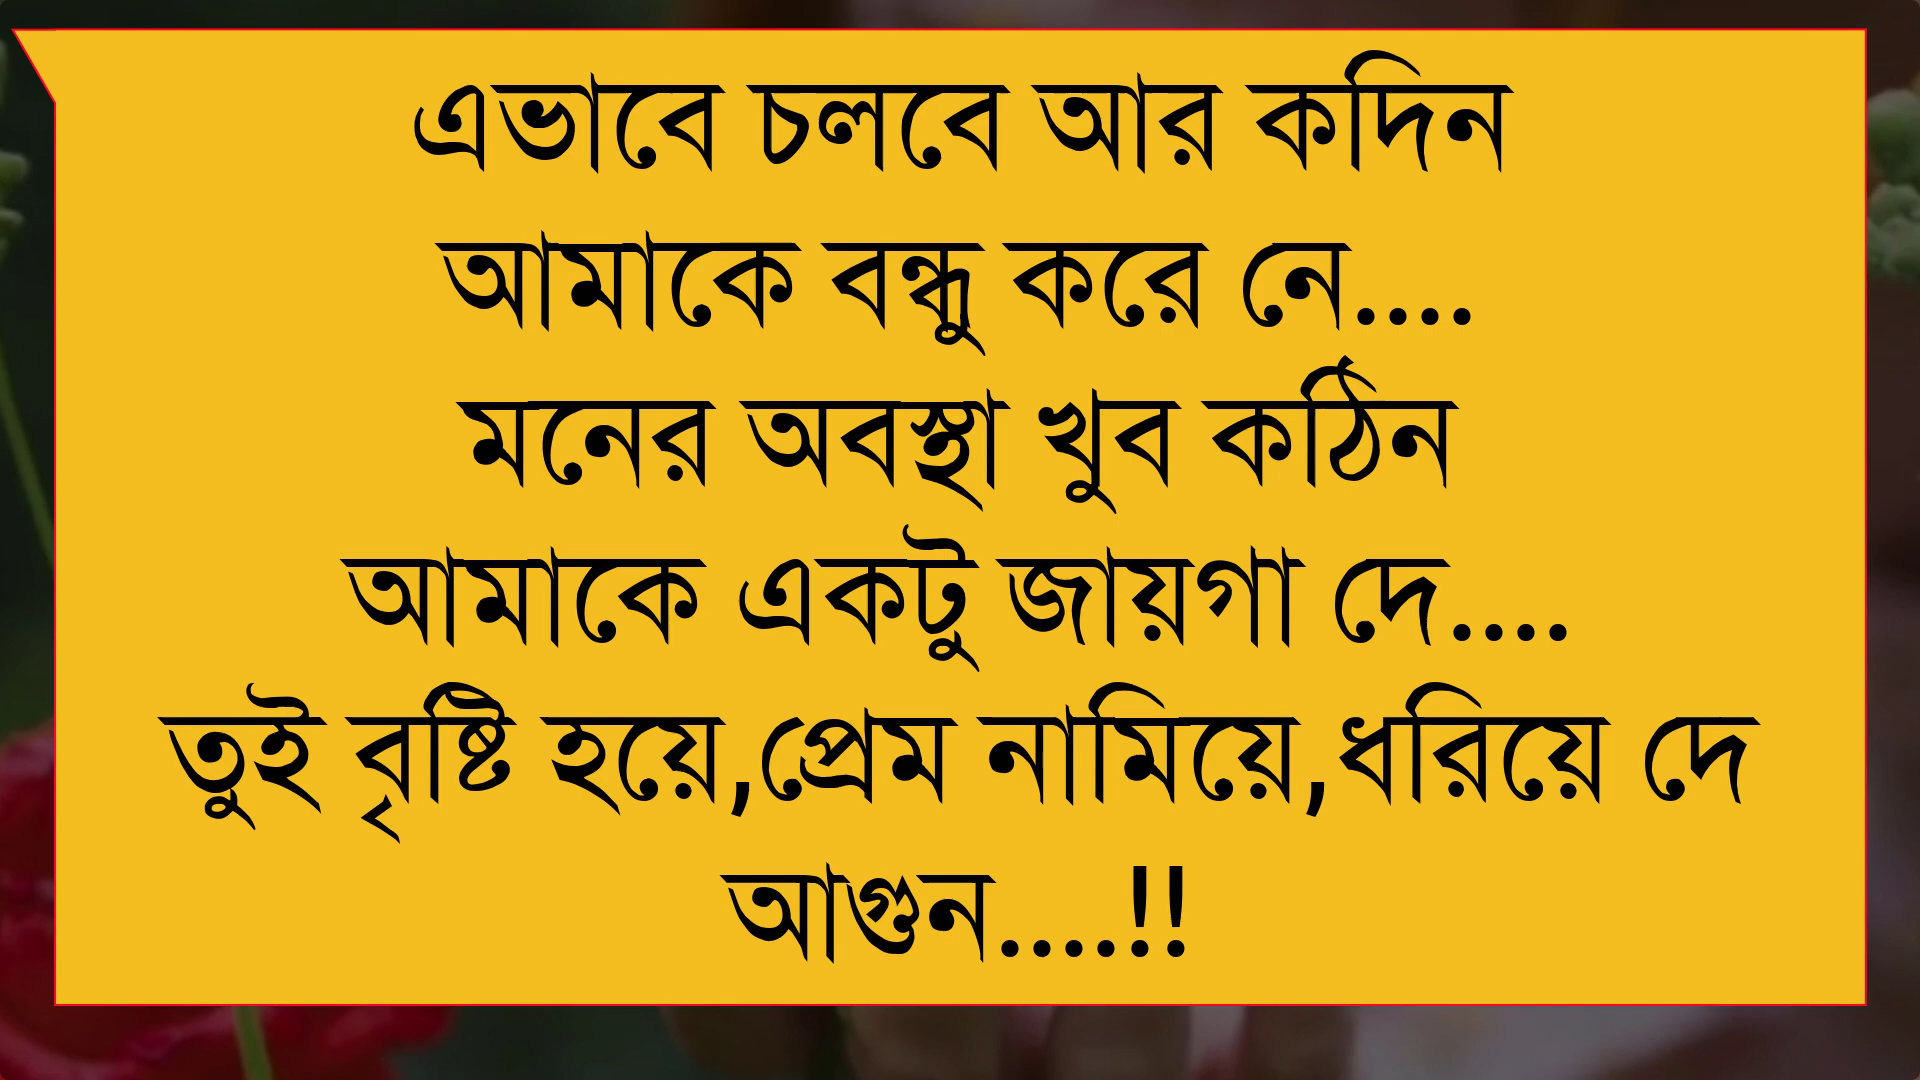 এভাবে চলবে আর কদিন
আমাকে বন্ধু করে নে....
মনের অবস্থা খুব কঠিন
আমাকে একটু জায়গা দে....
তুই বৃষ্টি হয়ে,প্রেম নামিয়ে,ধরিয়ে দে
আগুন....!!